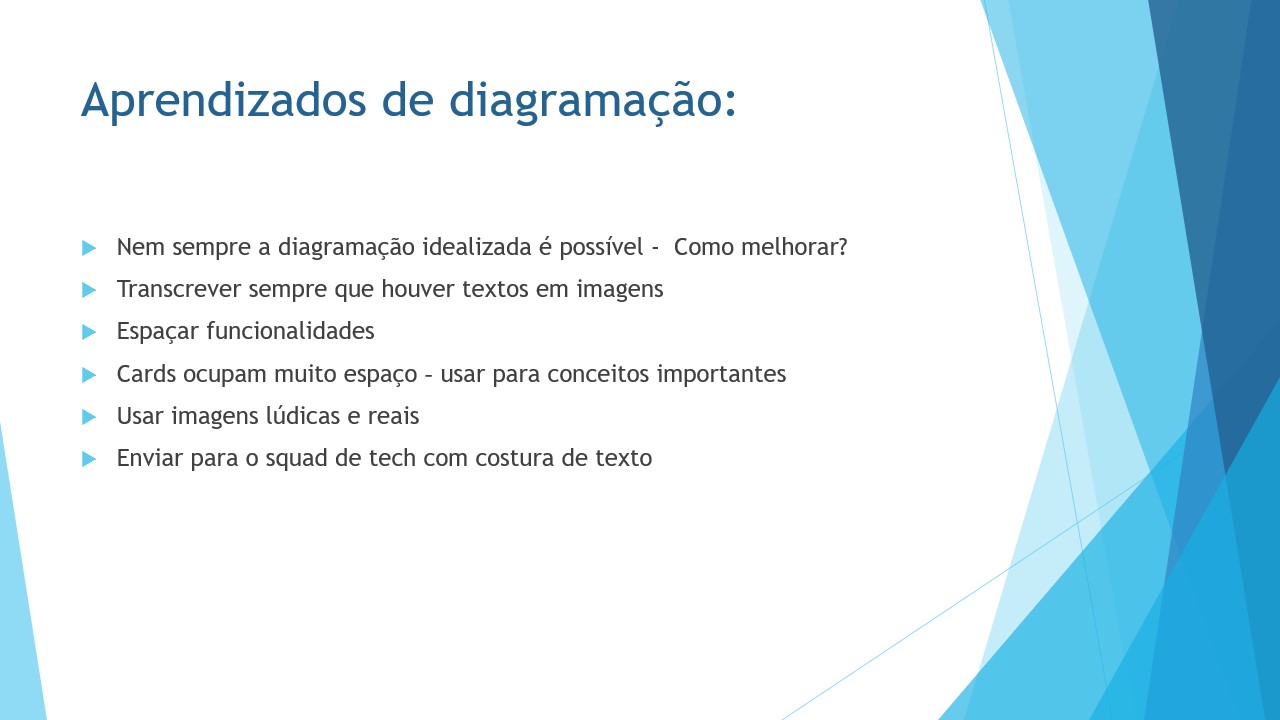 Aprendizados de diagramação:
Nem sempre a diagramação idealizada é possível -  Como melhorar?
Transcrever sempre que houver textos em imagens
Espaçar funcionalidades
Cards ocupam muito espaço – usar para conceitos importantes
Usar imagens lúdicas e reais
Enviar para o squad de tech com costura de texto